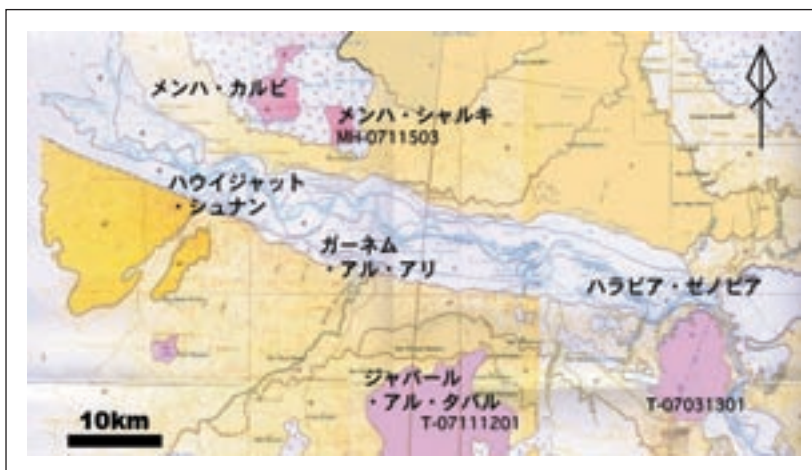 メンハ・カルビ
メンハ・シャルキ
MH-0711503
ハウイジャット
・シュナン
ガーネム
・アル・アリ
ハラビア・ゼノビア
ジャバール
・アル・タバル
T-07111201
T-07031301
10km